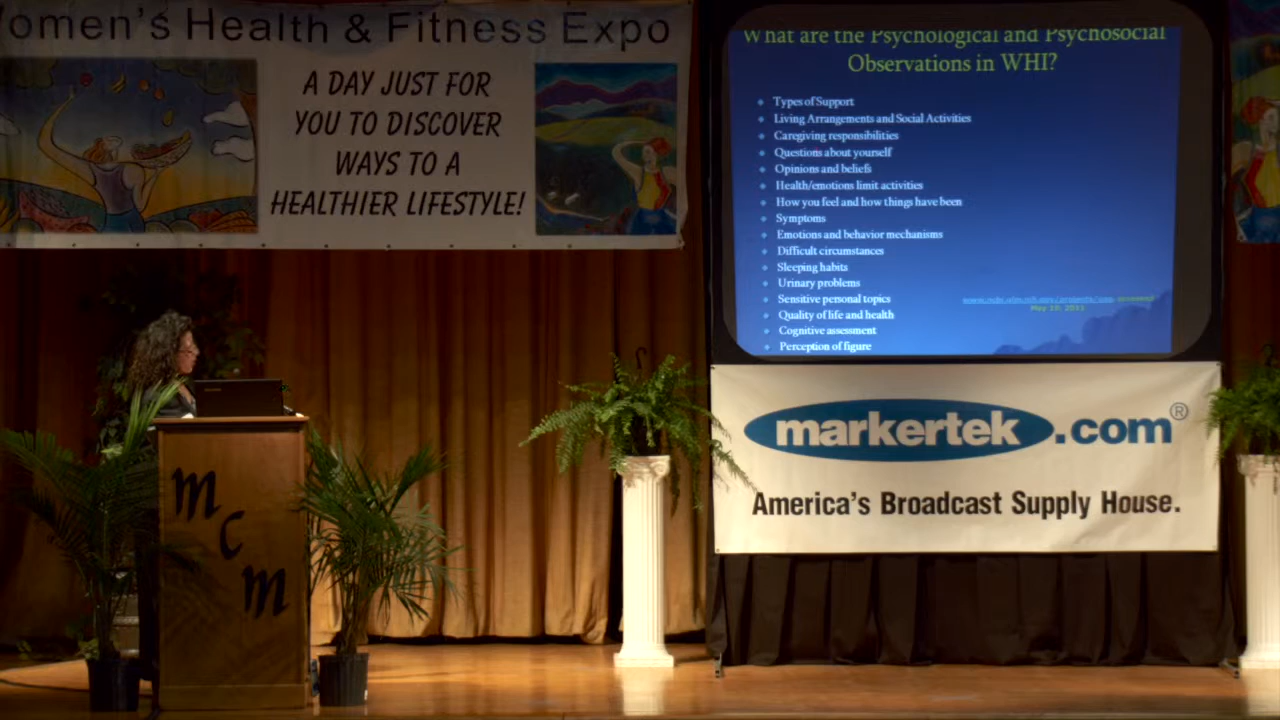 omen's Health & Fitness Expo
A DAY JUST FOR
YOU TO DISCOVER
WAYS TO A
HEALTHIER LIFESTYLE!
What are the Psychological and Psychosocial
Observations in WHI?
Types of Support
Living Arrangements and Social Activities
Caregiving responsibilities
Questions about yourself
Opinions and beliefs
Health/emotions limit activities
How you feel and how things have been
Symptoms
Emotions and behavior mechanisms
Difficult circumstances
Sleeping habits
Urinary problems
Sensitive personal topics
Quality of life and health
Cognitive assessment
Perception of figure
May 19, 2011
markertek.com®
America's Broadcast Supply House.
m
c
m